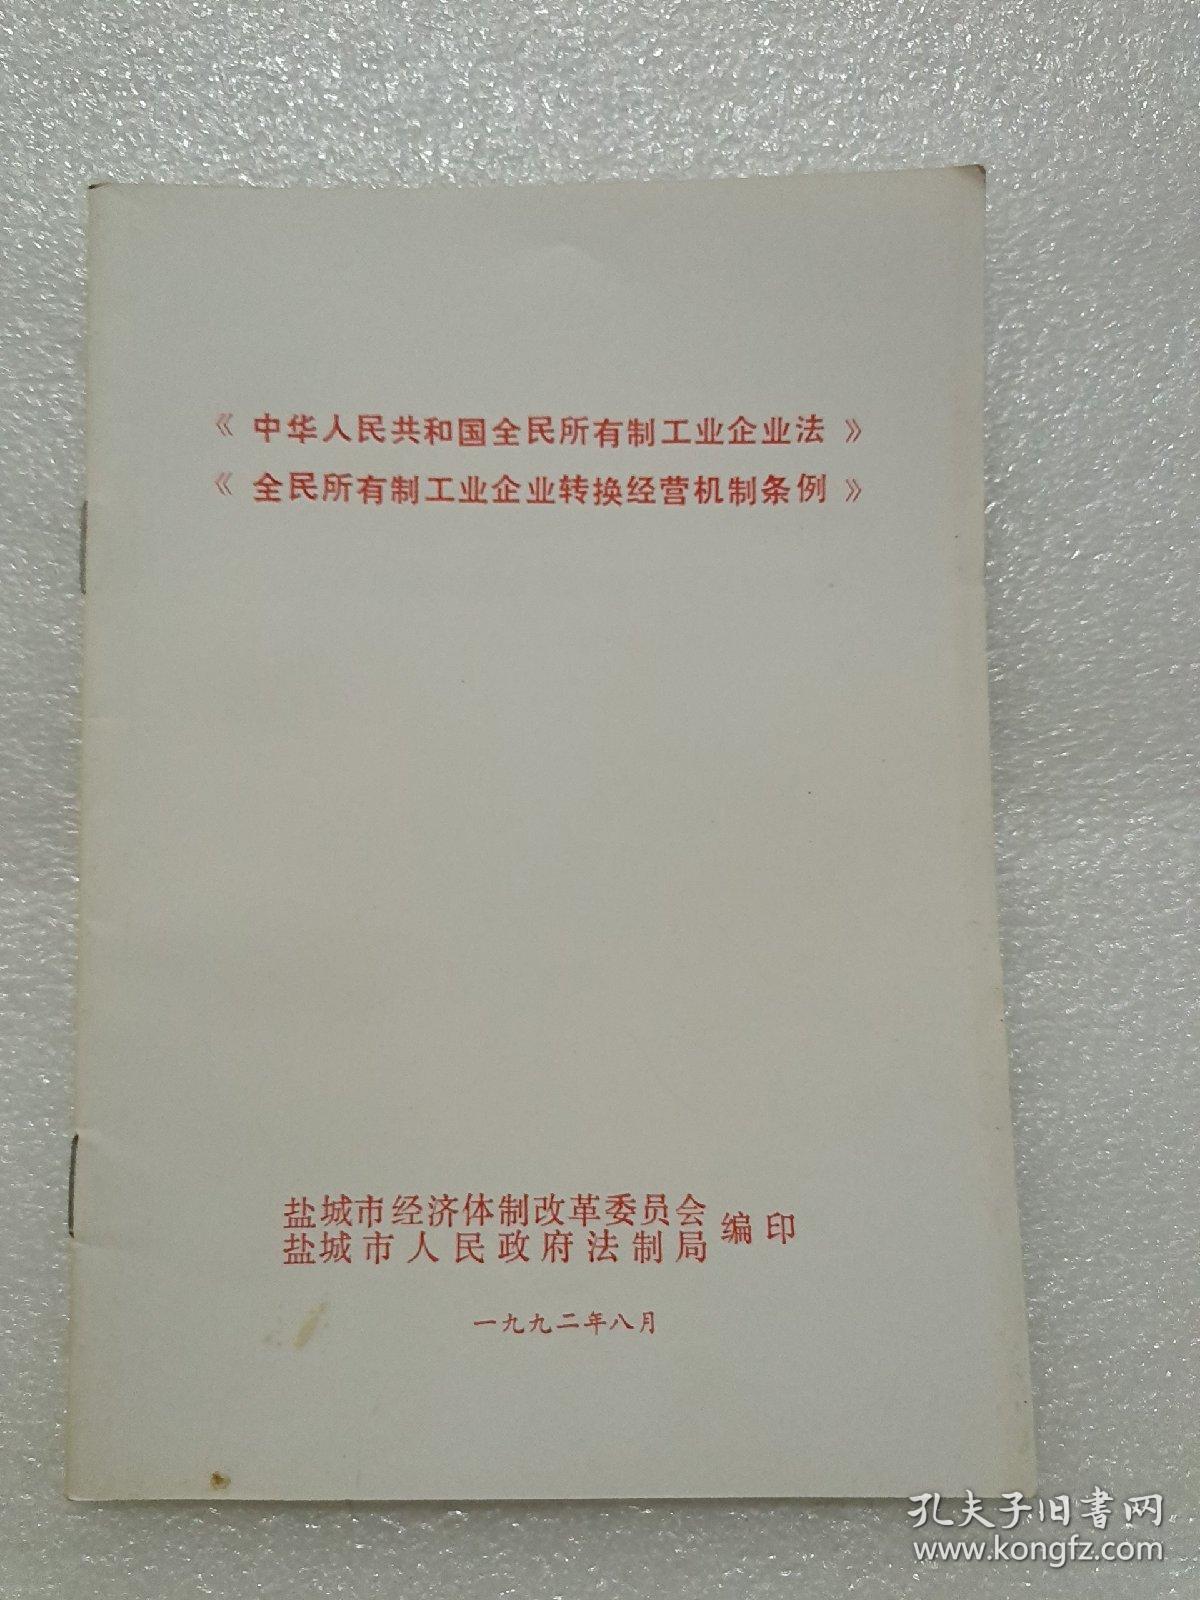 《中华人民共和国全民所有制工业企业法》
《全民所有制工业企业转换经营机制条例》
盐城市经济体制改革委员会
盐城市人民政府法制局
编印
一九九二年八月
孔夫子旧書网
www.kongfz.com